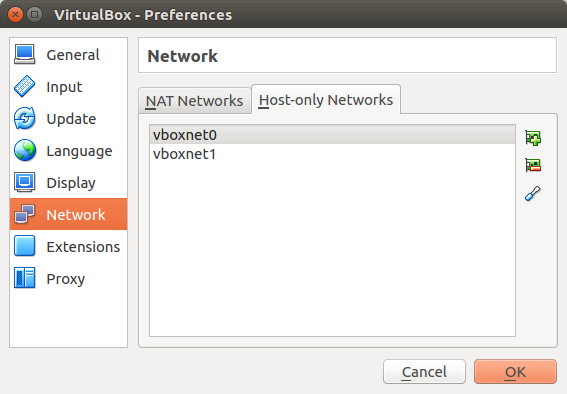 VirtualBox - Preferences
General
Input
Update
Language
Display
Network
Extensions
Proxy
Network
NAT Networks
Host-only Networks
vboxnet0
vboxnet1
Cancel
OK